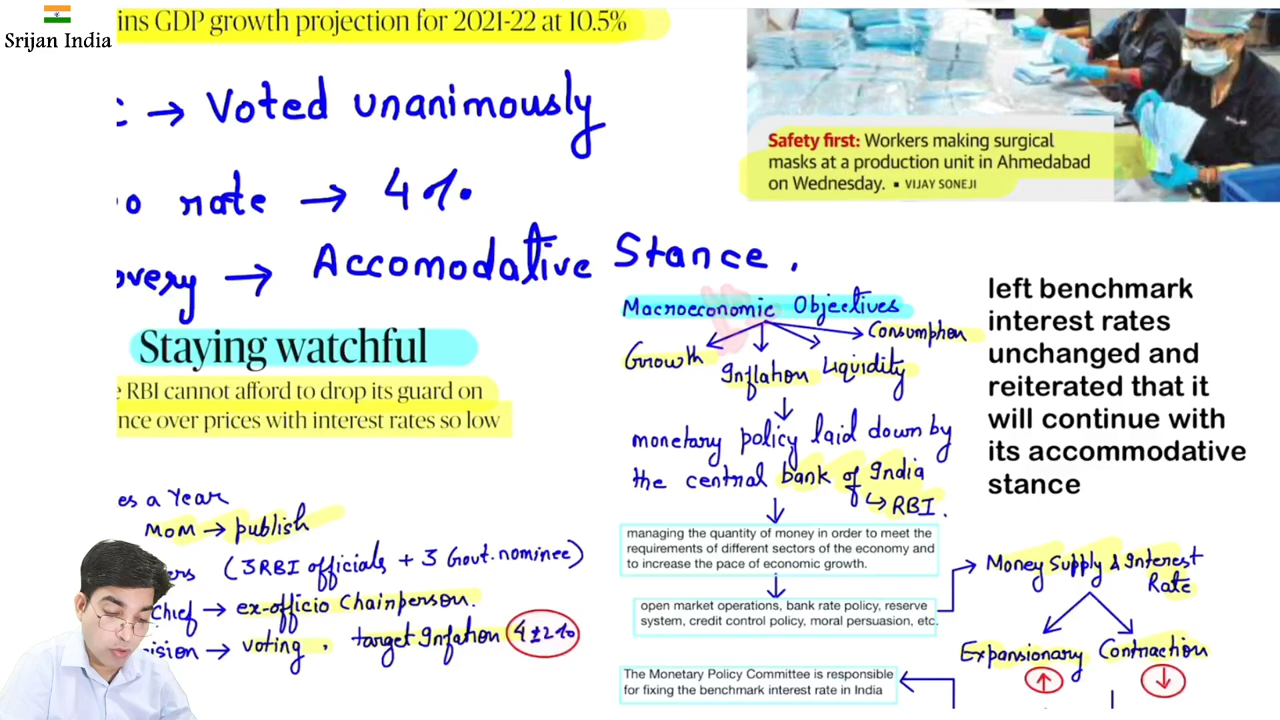 Srijan India
ins GDP growth projection for 2021-22 at 10.5%
→ Voted unanimously
o rate → 4%
overy → Accomodative Stance.
Safety first: Workers making surgical
masks at a production unit in Ahmedabad
on Wednesday. ▪ VIJAY SONEJI
Staying watchful
RBI cannot afford to drop its guard on
nce over prices with interest rates so low
es a Year
MOM → publish
ers (3 RBI officials + 3 Govt. nominee)
Chief → ex-officio Chairperson.
ision → voting, target Inflation 4±2%
Macroeconomic Objectives
Growth
Inflation
Liquidity
Consumption
monetary policy laid down by
the central bank of India
↳ RBI.
managing the quantity of money in order to meet the
requirements of different sectors of the economy and
to increase the pace of economic growth.
open market operations, bank rate policy, reserve
system, credit control policy, moral persuasion, etc.
The Monetary Policy Committee is responsible
for fixing the benchmark interest rate in India
left benchmark
interest rates
unchanged and
reiterated that it
will continue with
its accommodative
stance
→ Money Supply & Interest
Rate
Expansionary Contraction
↑ ↓